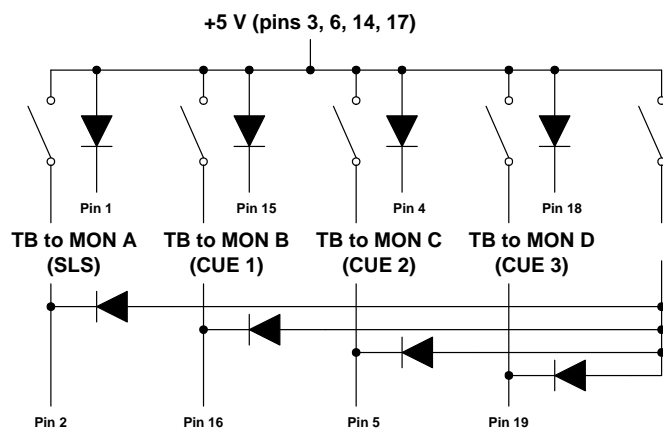 +5 V (pins 3, 6, 14, 17)
Pin 1
Pin 15
Pin 4
Pin 18
TB to MON A
(SLS)
TB to MON B
(CUE 1)
TB to MON C
(CUE 2)
TB to MON D
(CUE 3)
Pin 2
Pin 16
Pin 5
Pin 19